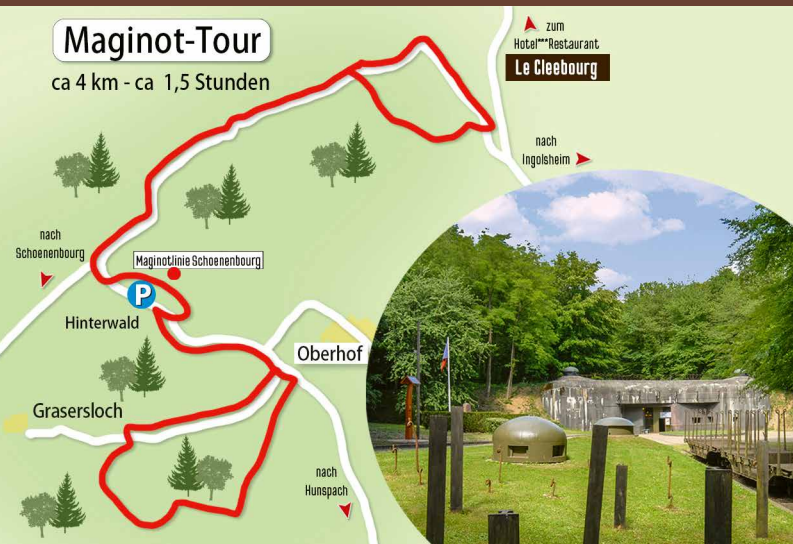 Maginot-Tour
ca 4 km - ca 1,5 Stunden
zum
Hotel***Restaurant
Le Cleebourg
nach
Ingolsheim
nach
Schoenenbourg
Maginotlinie Schoenenbourg
P
Hinterwald
Oberhof
Grasersloch
nach
Hunspach